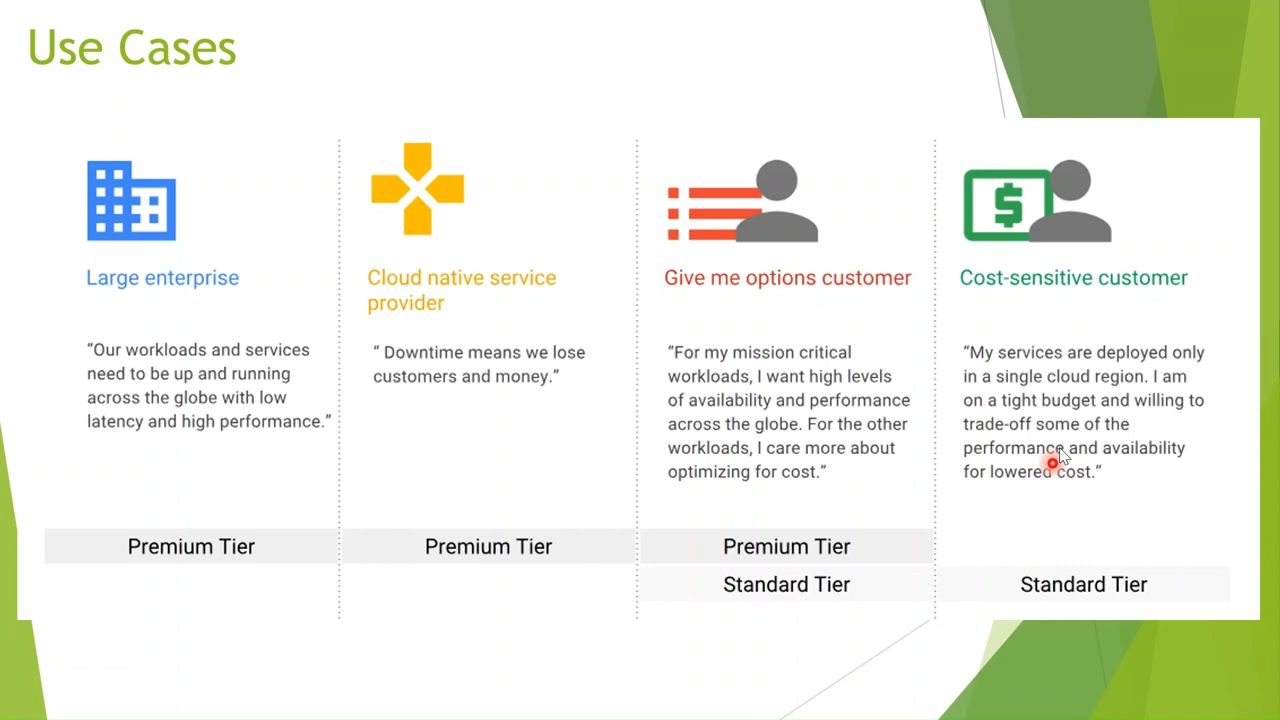 Use Cases
Large enterprise
“Our workloads and services
need to be up and running
across the globe with low
latency and high performance.”
Premium Tier
Cloud native service
provider
“ Downtime means we lose
customers and money.”
Premium Tier
Give me options customer
“For my mission critical
workloads, I want high levels
of availability and performance
across the globe. For the other
workloads, I care more about
optimizing for cost.”
Premium Tier
Standard Tier
Cost-sensitive customer
“My services are deployed only
in a single cloud region. I am
on a tight budget and willing to
trade-off some of the
performance and availability
for lowered cost.”
Standard Tier